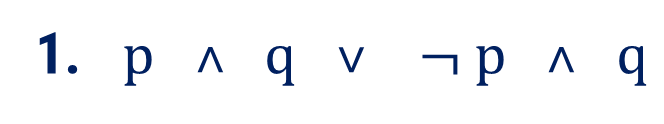 1. p ∧ q ∨ ¬ p ∧ q